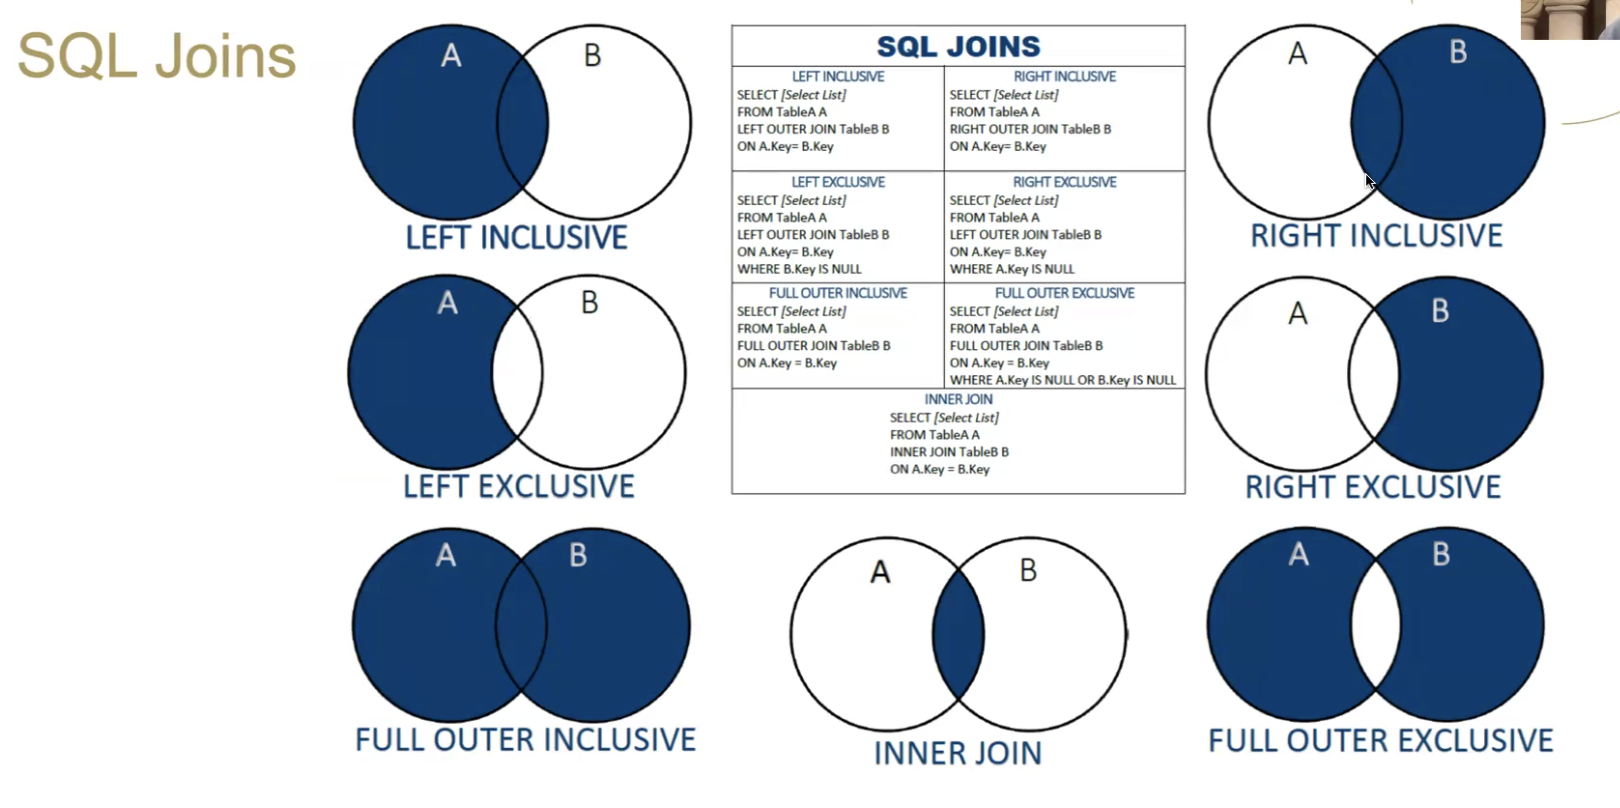 SQL Joins
A
B
LEFT INCLUSIVE
A
B
LEFT EXCLUSIVE
A
B
FULL OUTER INCLUSIVE
SQL JOINS
LEFT INCLUSIVE
SELECT [Select List]
FROM TableA A
LEFT OUTER JOIN TableB B
ON A.Key= B.Key
RIGHT INCLUSIVE
SELECT [Select List]
FROM TableA A
RIGHT OUTER JOIN TableB B
ON A.Key= B.Key
LEFT EXCLUSIVE
SELECT [Select List]
FROM TableA A
LEFT OUTER JOIN TableB B
ON A.Key= B.Key
WHERE B.Key IS NULL
RIGHT EXCLUSIVE
SELECT [Select List]
FROM TableA A
LEFT OUTER JOIN TableB B
ON A.Key= B.Key
WHERE A.Key IS NULL
FULL OUTER INCLUSIVE
SELECT [Select List]
FROM TableA A
FULL OUTER JOIN TableB B
ON A.Key = B.Key
FULL OUTER EXCLUSIVE
SELECT [Select List]
FROM TableA A
FULL OUTER JOIN TableB B
ON A.Key = B.Key
WHERE A.Key IS NULL OR B.Key IS NULL
INNER JOIN
SELECT [Select List]
FROM TableA A
INNER JOIN TableB B
ON A.Key = B.Key
A
B
INNER JOIN
A
B
RIGHT INCLUSIVE
A
B
RIGHT EXCLUSIVE
A
B
FULL OUTER EXCLUSIVE